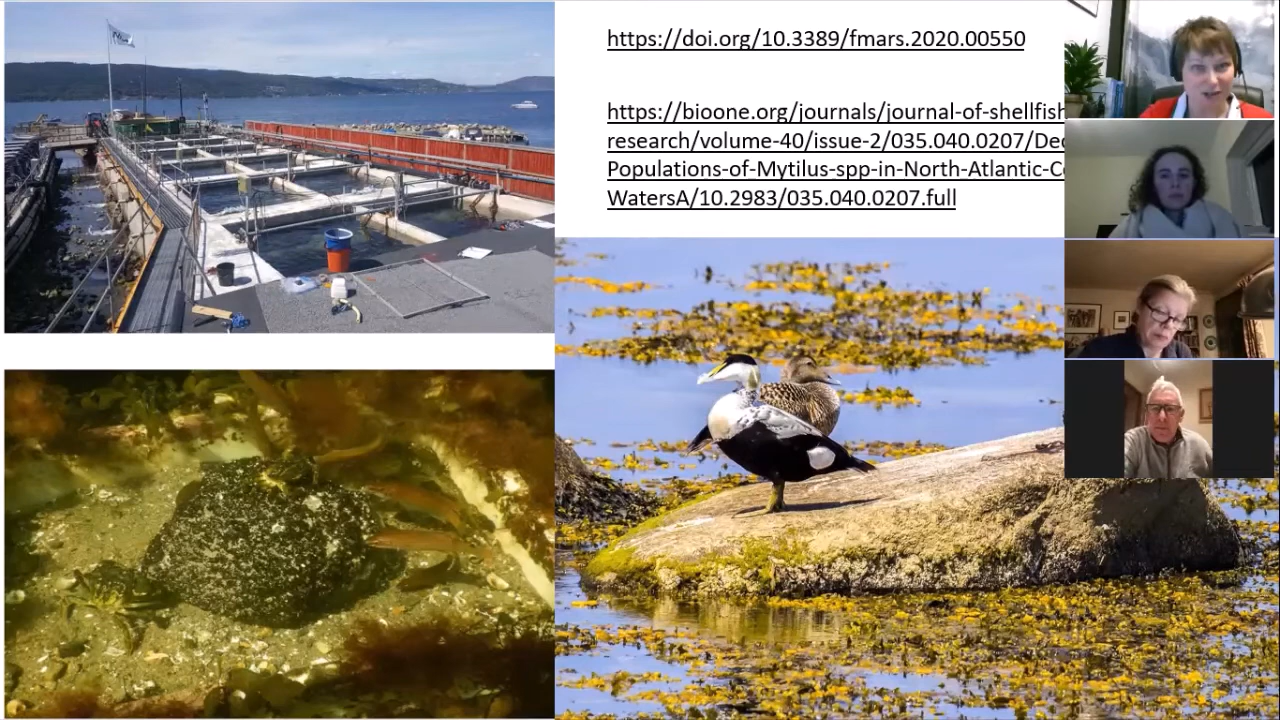 https://doi.org/10.3389/fmars.2020.00550
https://bioone.org/journals/journal-of-shellfish
research/volume-40/issue-2/035.040.0207/Dec
Populations-of-Mytilus-spp-in-North-Atlantic-C
WatersA/10.2983/035.040.0207.full